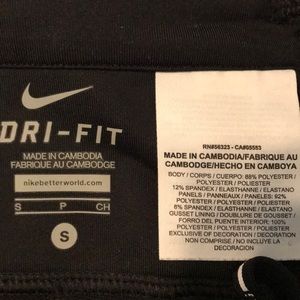 DRI-FIT
MADE IN CAMBODIA
FABRIQUE AU CAMBODGE
nikebetterworld.com
S P CH
S
RN#56323 - CA#05553
MADE IN CAMBODIA/FABRIQUE AU
CAMBODGE/HECHO EN CAMBOYA
BODY / CORPS / CUERPO: 88% POLYESTER
/ POLYESTER / POLIESTER
12% SPANDEX / ELASTHANNE / ELASTANO
PANELS / PANNEAUX / PANELES: 92%
POLYESTER / POLYESTER / POLIESTER
8% SPANDEX / ELASTHANNE / ELASTANO
GUSSET LINING / DOUBLURE DE GOUSSET /
FORRO DEL PUENTE INTERIOR: 100%
POLYESTER / POLYESTER / POLIESTER
EXCLUSIVE OF DECORATION / DECORATION
NON COMPRISE / NO INCLUYE LA
DECORACION